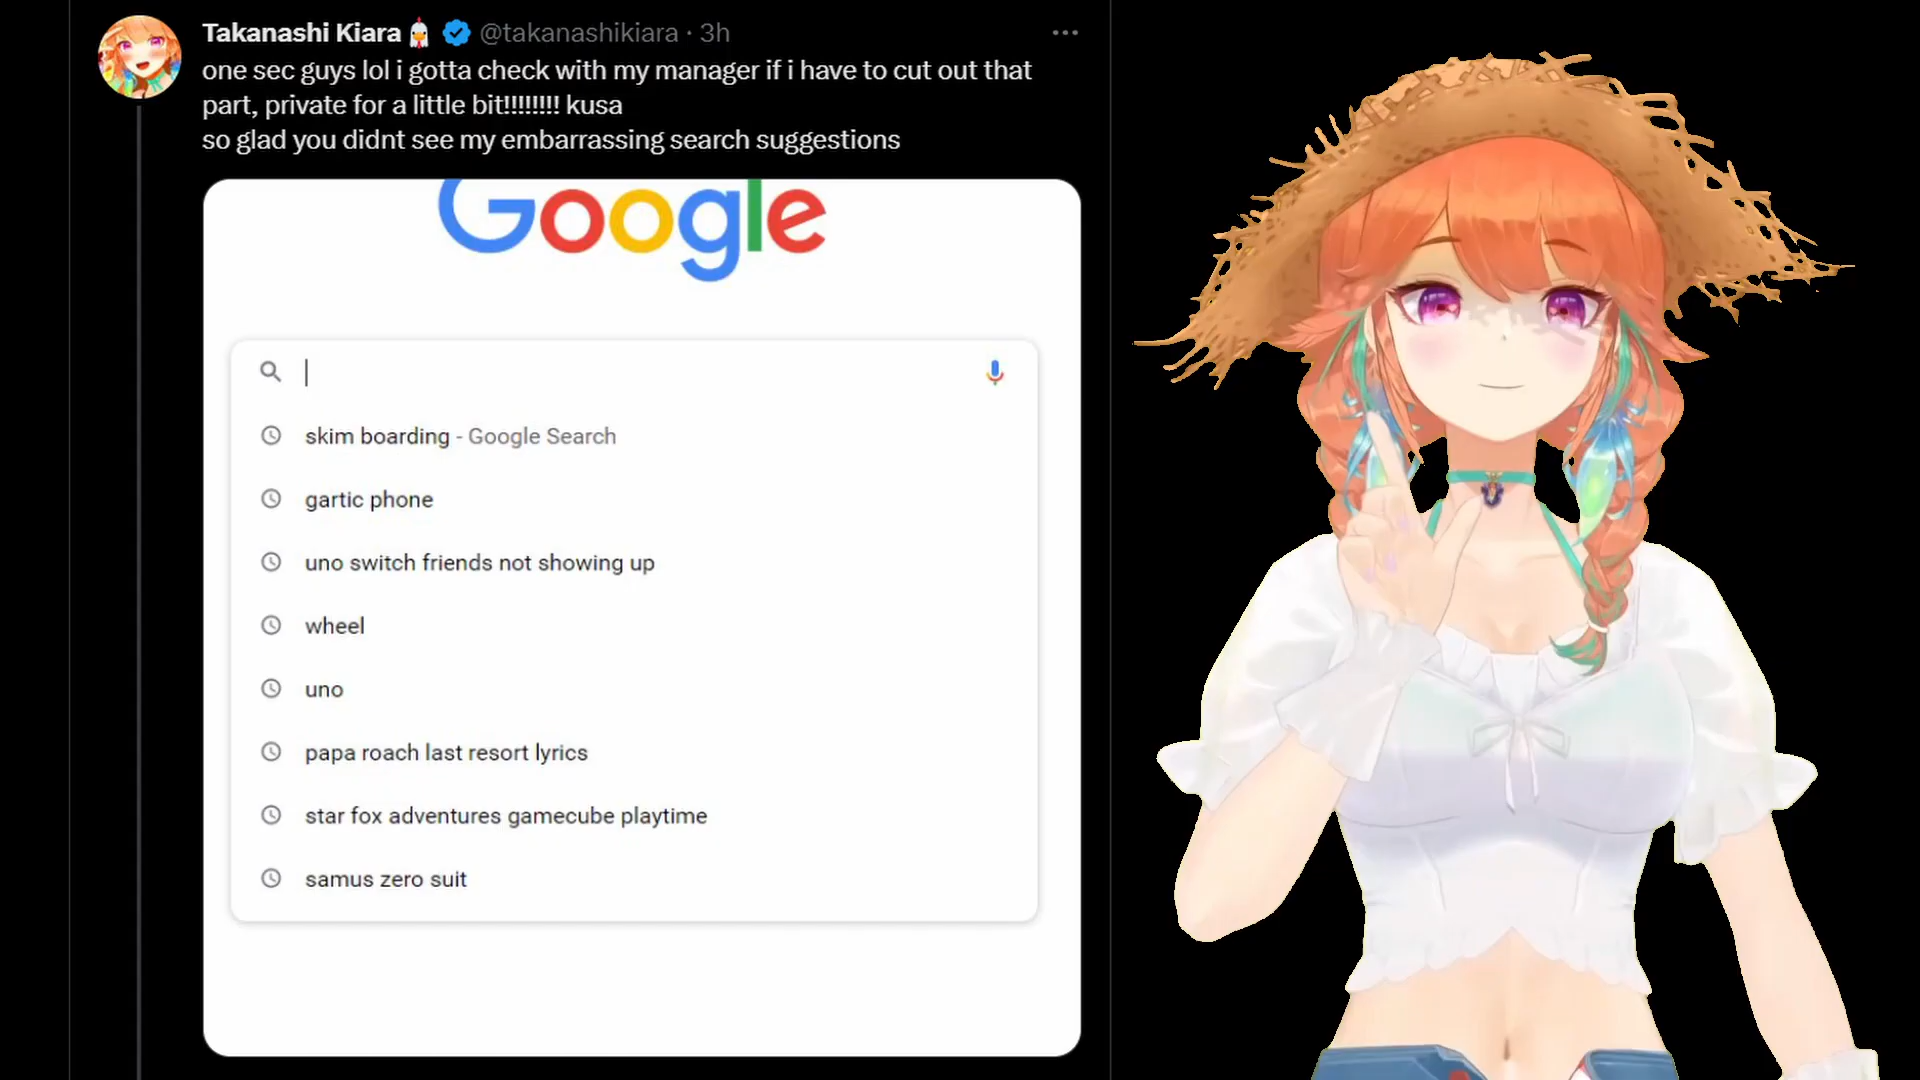 Takanashi Kiara🐔 @takanashikiara · 3h
one sec guys lol i gotta check with my manager if i have to cut out that
part, private for a little bit!!!!!!!! kusa
so glad you didnt see my embarrassing search suggestions
Google
skim boarding - Google Search
gartic phone
uno switch friends not showing up
wheel
uno
papa roach last resort lyrics
star fox adventures gamecube playtime
samus zero suit